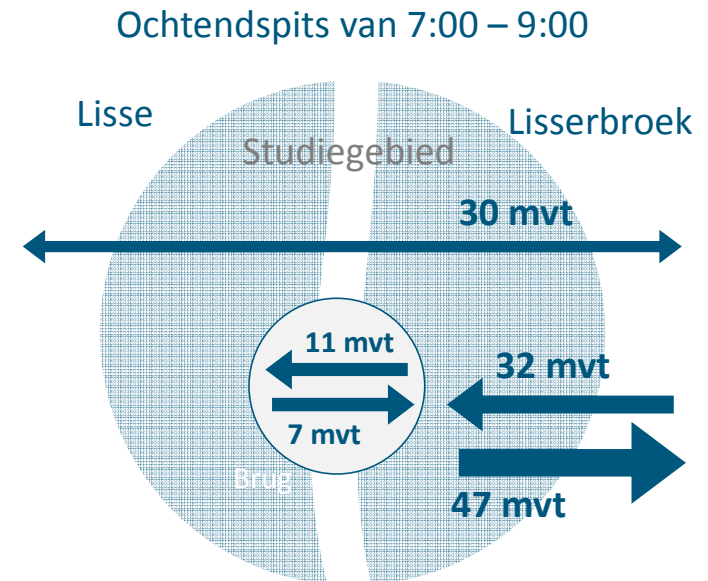 Ochtendspits van 7:00 – 9:00
Lisse
Lisserbroek
Studiegebied
30 mvt
11 mvt
32 mvt
7 mvt
Brug
47 mvt